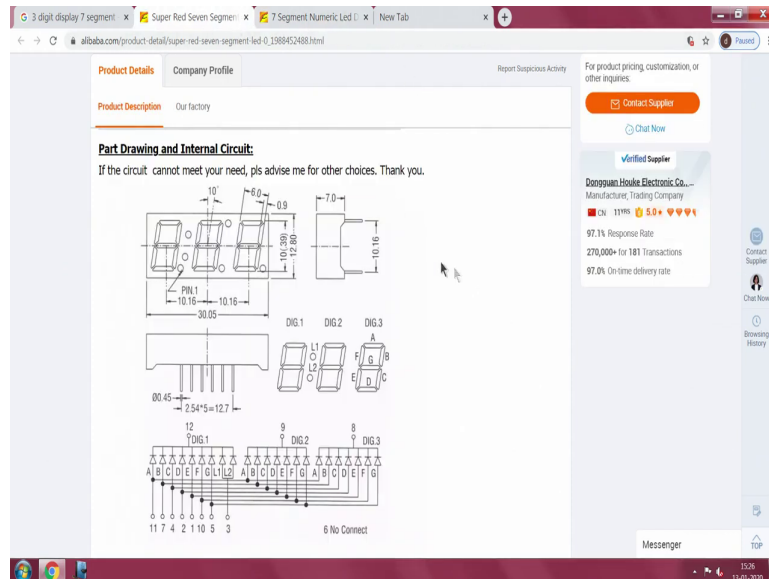 3 digit display 7 segment
Super Red Seven Segmen
7 Segment Numeric Led D
New Tab
alibaba.com/product-detail/super-red-seven-segment-led-0_1988452488.html
d Paused
Product Details
Company Profile
Report Suspicious Activity
Product Description
Our factory
For product pricing, customization, or
other inquiries:
Contact Supplier
Chat Now
Verified Supplier
Dongguan Houke Electronic Co.,...
Manufacturer, Trading Company
CN 11YRS 5.0
97.1% Response Rate
270,000+ for 181 Transactions
97.0% On-time delivery rate
Contact
Supplier
Chat Now
Browsing
History
Part Drawing and Internal Circuit:
If the circuit cannot meet your need, pls advise me for other choices. Thank you.
10°
6.0
0.9
7.0
10(.39)
12.80
10.16
PIN.1
10.16
10.16
30.05
DIG.1 DIG.2 DIG.3
L1
L2
A
F G B
E D C
Ø0.45
2.54*5=12.7
12 9 8
DIG.1 DIG.2 DIG.3
A B C D E F G L1 L2 A B C D E F G A B C D E F G
11 7 4 2 1 10 5 3
6 No Connect
Messenger
TOP
15:26
13-01-2020